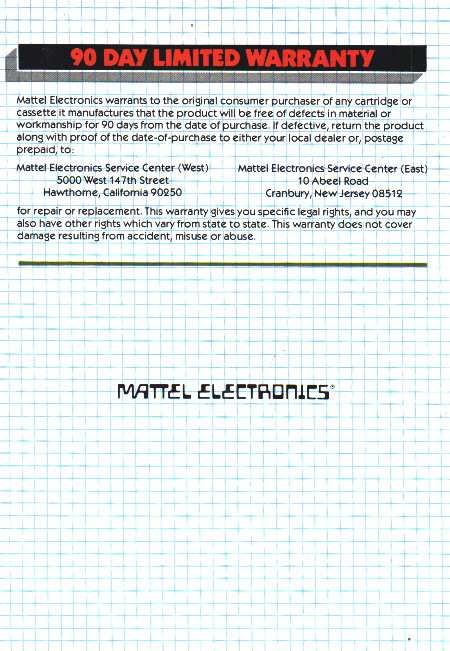 90 DAY LIMITED WARRANTY
Mattel Electronics warrants to the original consumer purchaser of any cartridge or
cassette it manufactures that the product will be free of defects in material or
workmanship for 90 days from the date of purchase. If defective, return the product
along with proof of the date-of-purchase to either your local dealer or, postage
prepaid, to:
Mattel Electronics Service Center (West)
5000 West 147th Street
Hawthorne, California 90250
Mattel Electronics Service Center (East)
10 Abeel Road
Cranbury, New Jersey 08512
for repair or replacement. This warranty gives you specific legal rights, and you may
also have other rights which vary from state to state. This warranty does not cover
damage resulting from accident, misuse or abuse.
MATTEL ELECTRONICS®